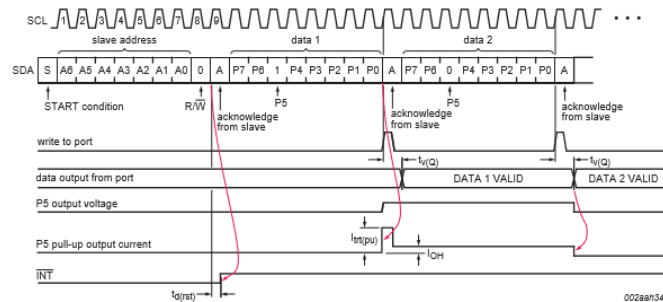 SCL 1 2 3 4 5 6 7 8 9
slave address data 1 data 2
SDA S A6 A5 A4 A3 A2 A1 A0 0 A P7 P6 1 P4 P3 P2 P1 P0 A P7 P6 0 P4 P3 P2 P1 P0 A
START condition R/W̅ acknowledge from slave P5 acknowledge from slave P5 acknowledge from slave
write to port
tv(Q) tv(Q)
data output from port DATA 1 VALID DATA 2 VALID
P5 output voltage
Itrt(pu)
P5 pull-up output current IOH
I̅N̅T̅
td(rst)
002aah34